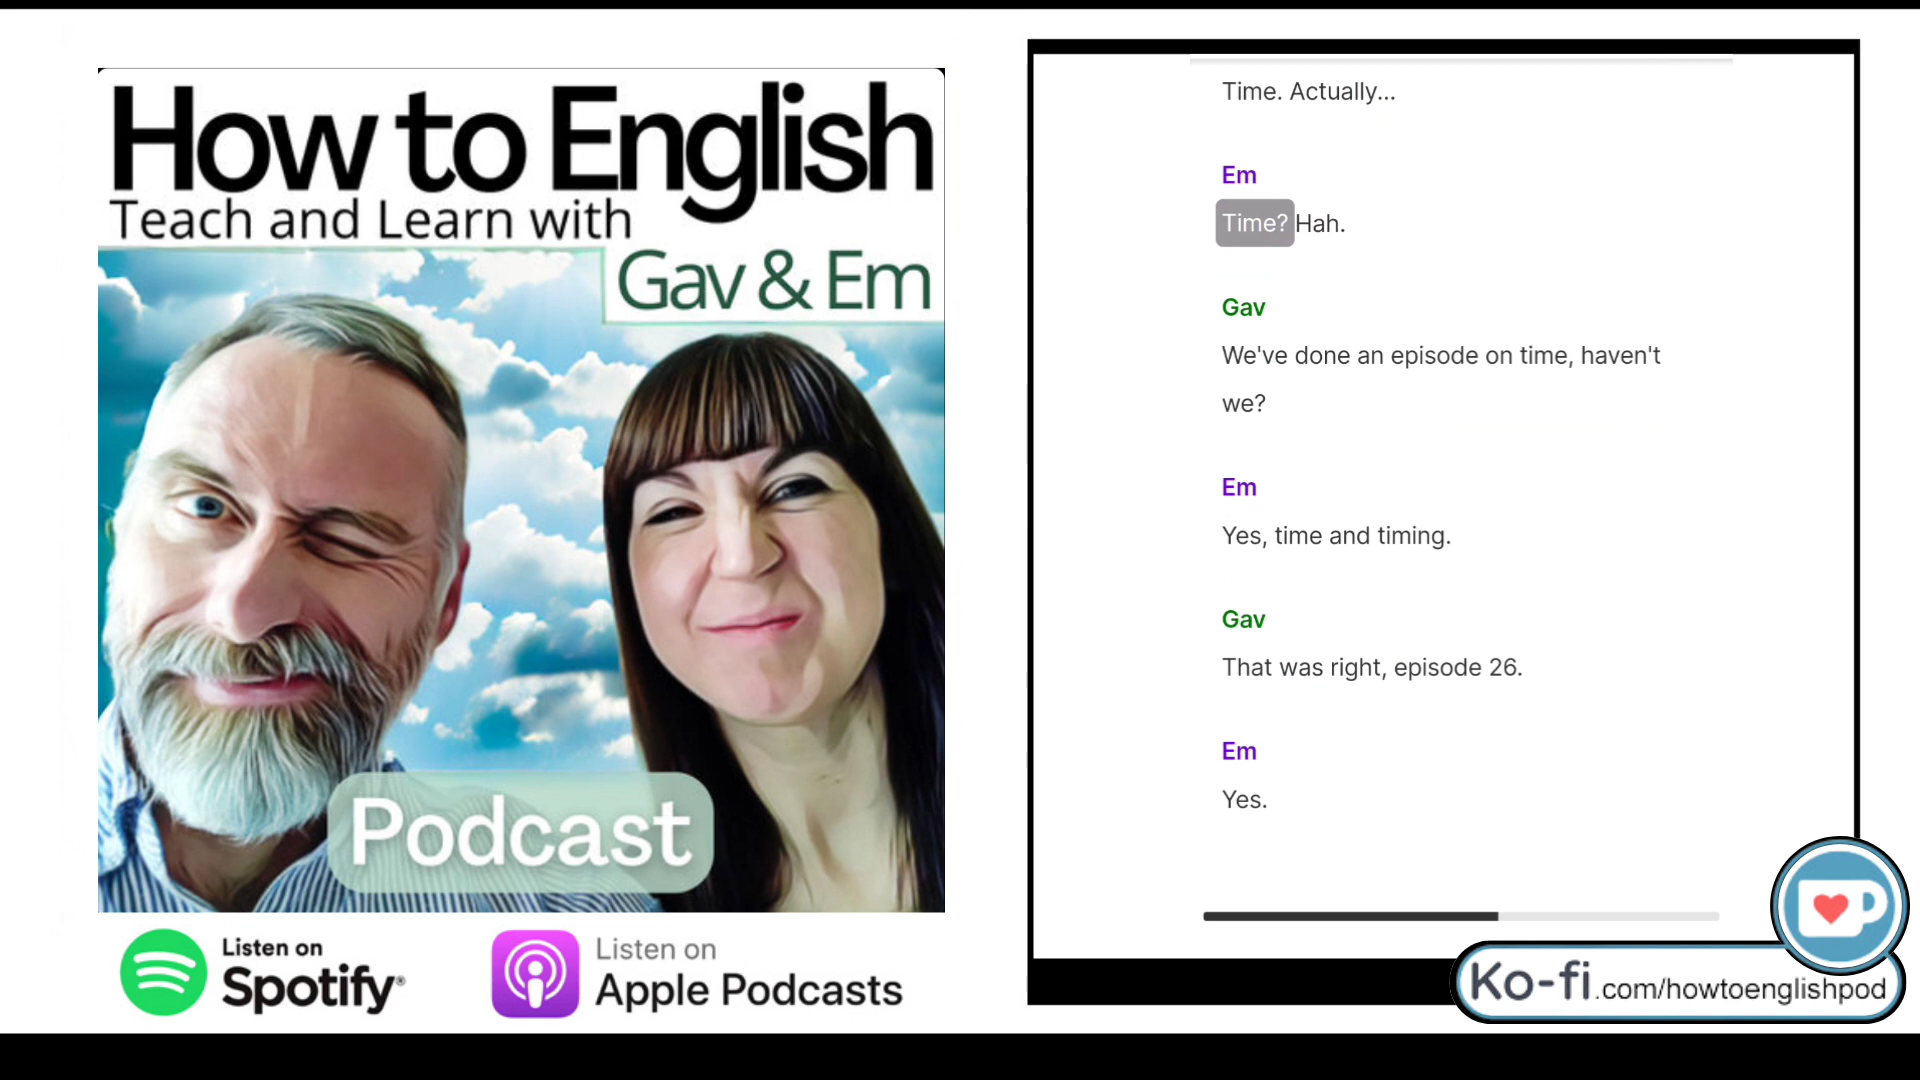 How to English
Teach and Learn with
Gav & Em
Podcast
Listen on
Spotify®
Listen on
Apple Podcasts
Time. Actually...
Em
Time? Hah.
Gav
We've done an episode on time, haven't
we?
Em
Yes, time and timing.
Gav
That was right, episode 26.
Em
Yes.
Ko-fi.com/howtoenglishpod